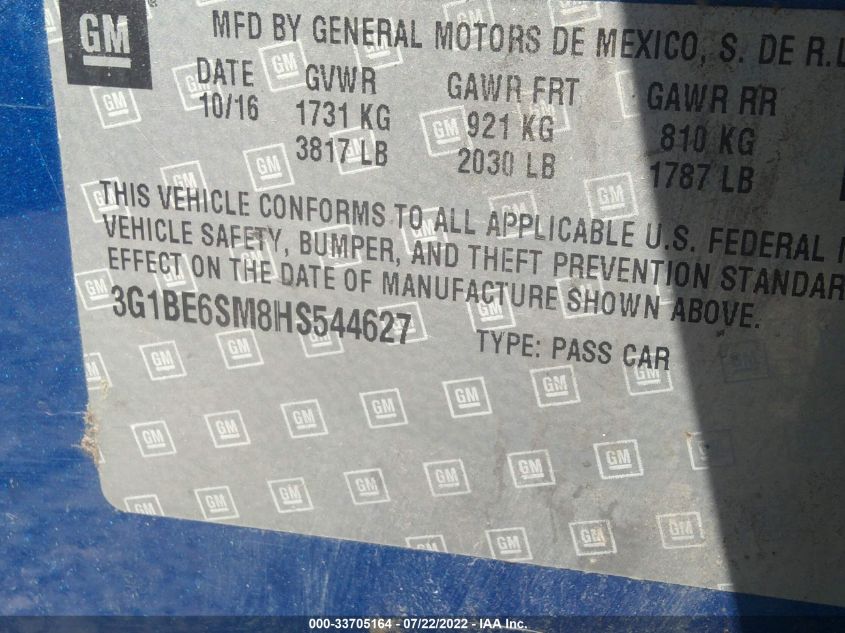 GM
MFD BY GENERAL MOTORS DE MEXICO, S. DE R.L
DATE GVWR GAWR FRT GAWR RR
10/16 1731 KG 921 KG 810 KG
3817 LB 2030 LB 1787 LB
THIS VEHICLE CONFORMS TO ALL APPLICABLE U.S. FEDERAL
VEHICLE SAFETY, BUMPER, AND THEFT PREVENTION STANDAR
EFFECT ON THE DATE OF MANUFACTURE SHOWN ABOVE.
3G1BE6SM8HS544627 TYPE: PASS CAR
000-33705164 - 07/22/2022 - IAA Inc.